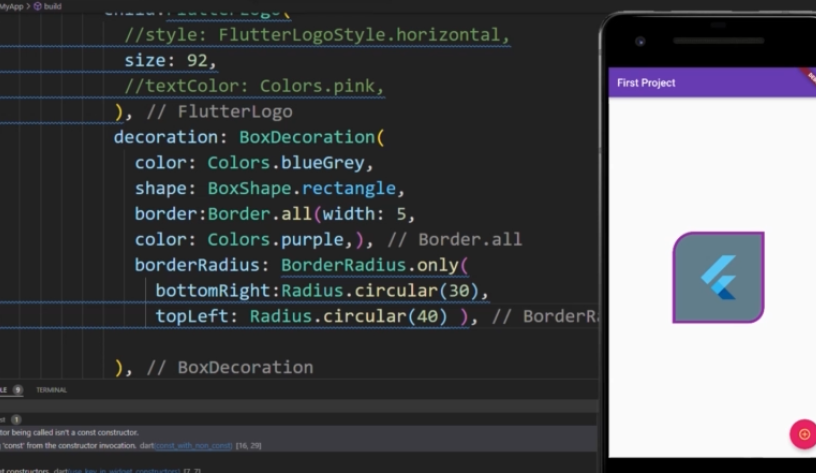 MyApp > build
child:FlutterLogo(
//style: FlutterLogoStyle.horizontal,
size: 92,
//textColor: Colors.pink,
), // FlutterLogo
decoration: BoxDecoration(
color: Colors.blueGrey,
shape: BoxShape.rectangle,
border:Border.all(width: 5,
color: Colors.purple,), // Border.all
borderRadius: BorderRadius.only(
bottomRight:Radius.circular(30),
topLeft: Radius.circular(40) ), // BorderRa
), // BoxDecoration
LE 9 TERMINAL
1
tor being called isn't a const constructor.
'const' from the constructor invocation. dart(const_with_non_const) [16, 29]
st constructors. dart(use_key_in_widget_constructors) [7, 7]
First Project